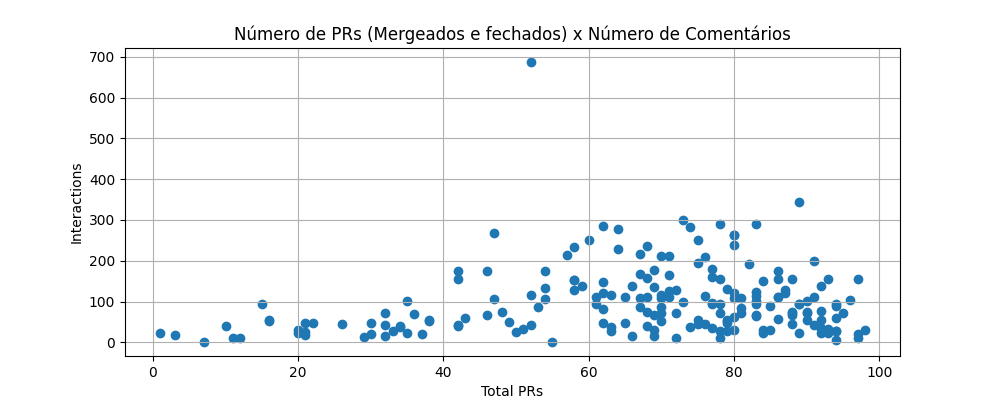 Número de PRs (Mergeados e fechados) x Número de Comentários
700
600
500
400
300
200
100
0
Interactions
0 20 40 60 80 100
Total PRs